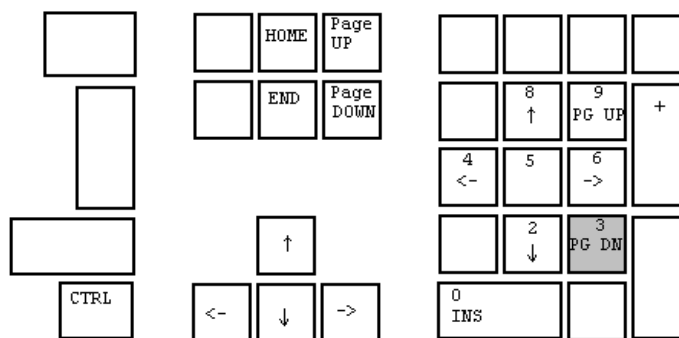 HOME
Page
UP
END
Page
DOWN
8
↑
9
PG UP
+
4
<-
5
6
->
↑
2
↓
3
PG DN
CTRL
<-
↓
->
0
INS